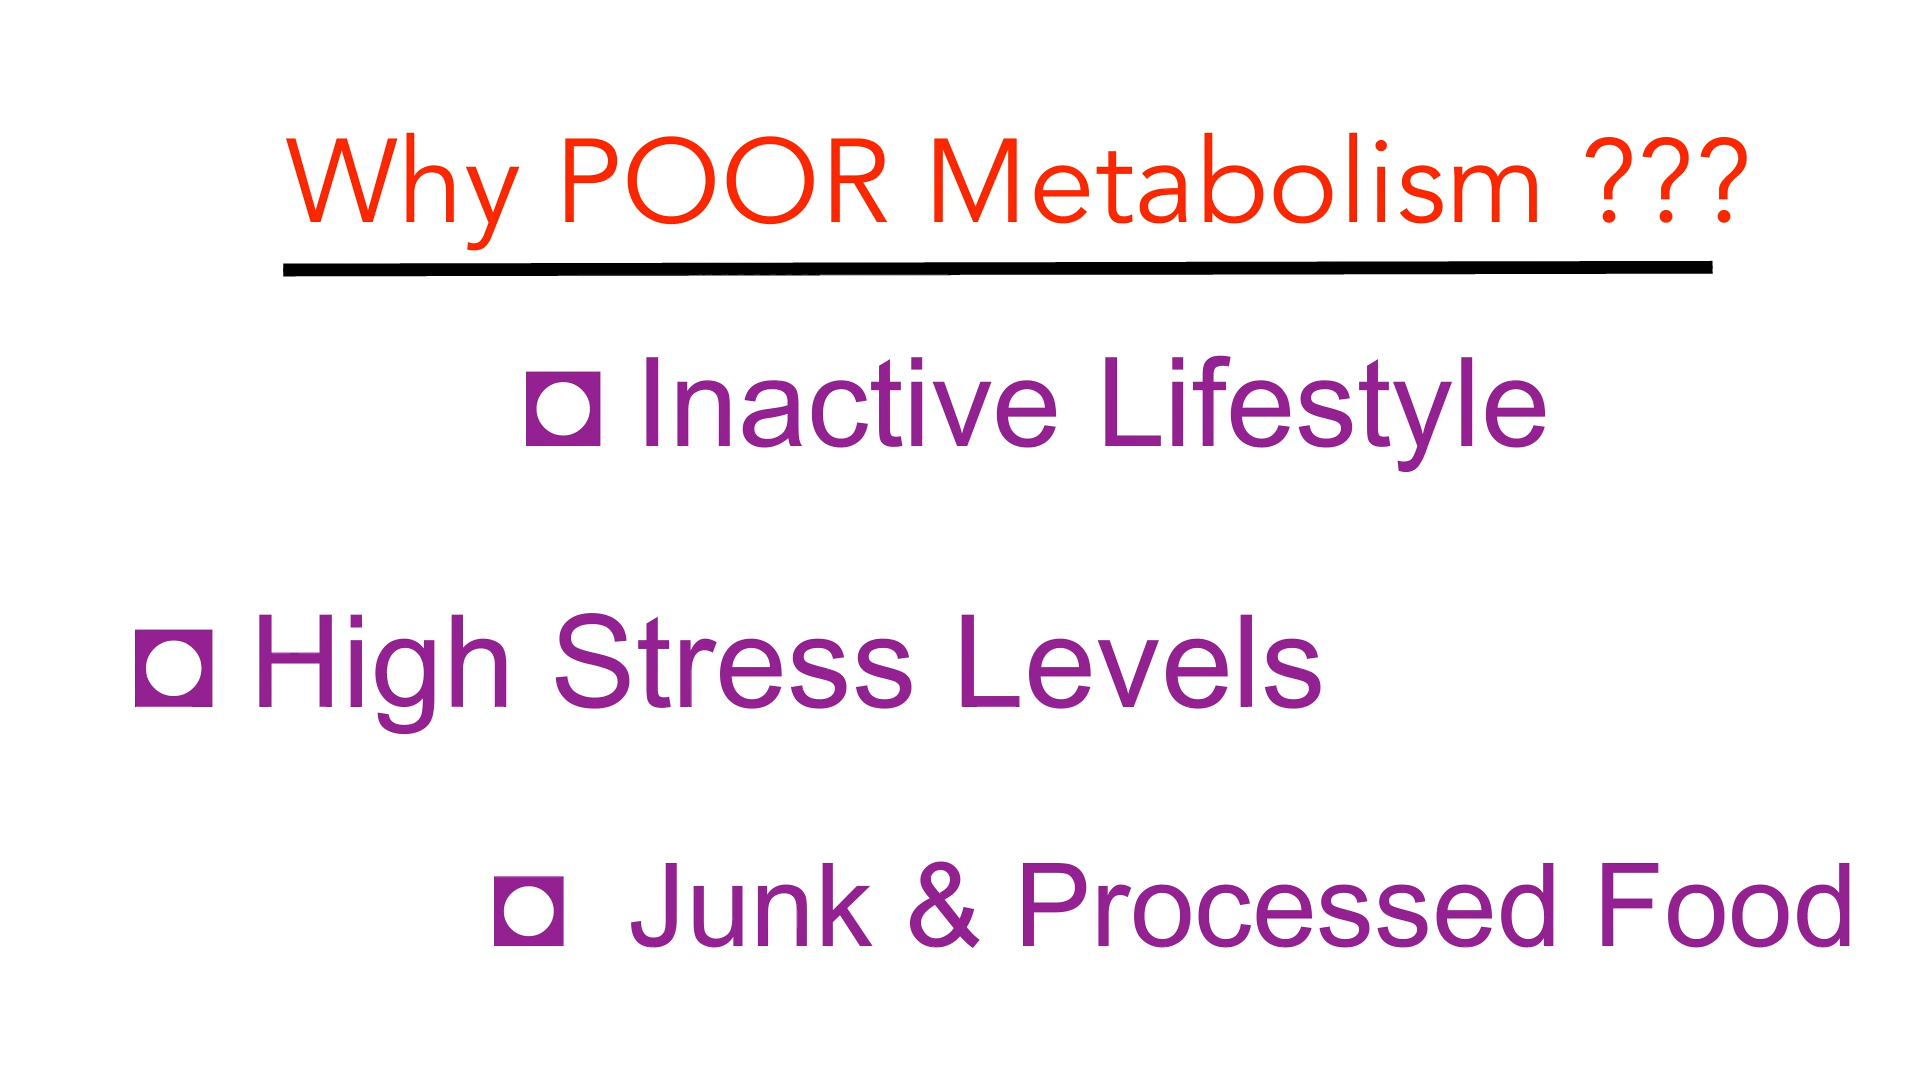 Why POOR Metabolism ???
◘ Inactive Lifestyle
◘ High Stress Levels
◘ Junk & Processed Food